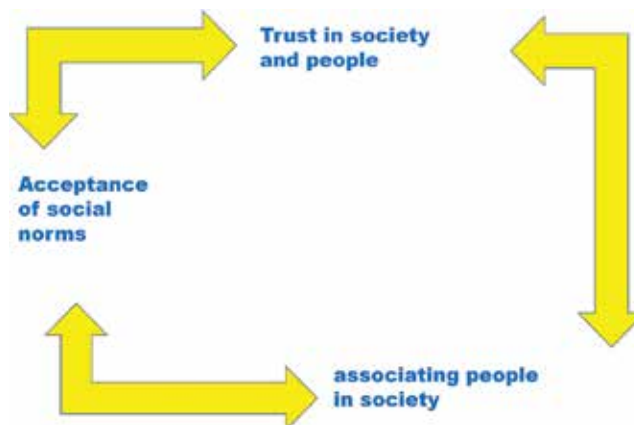 Trust in society
and people
Acceptance
of social
norms
associating people
in society